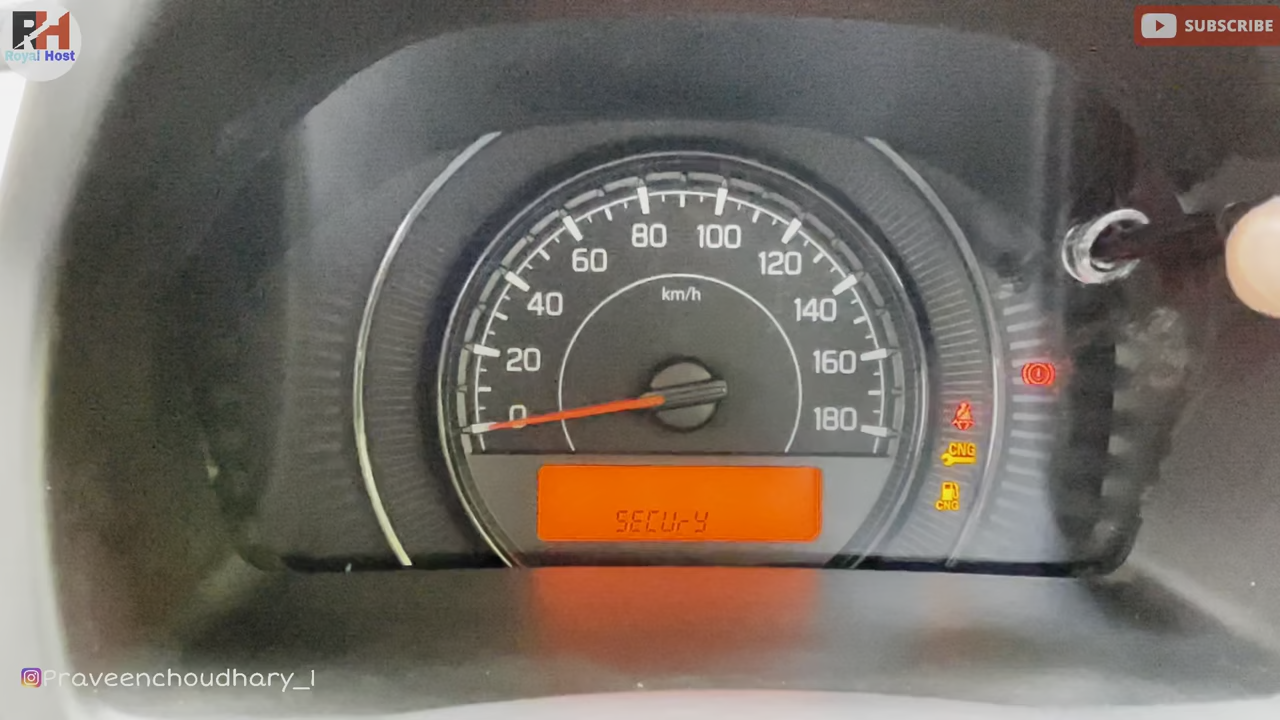 RH
Royal Host
SUBSCRIBE
0
20
40
60
80
100
120
140
160
180
km/h
CNG
CNG
SECUrY
Praveenchoudhary_1